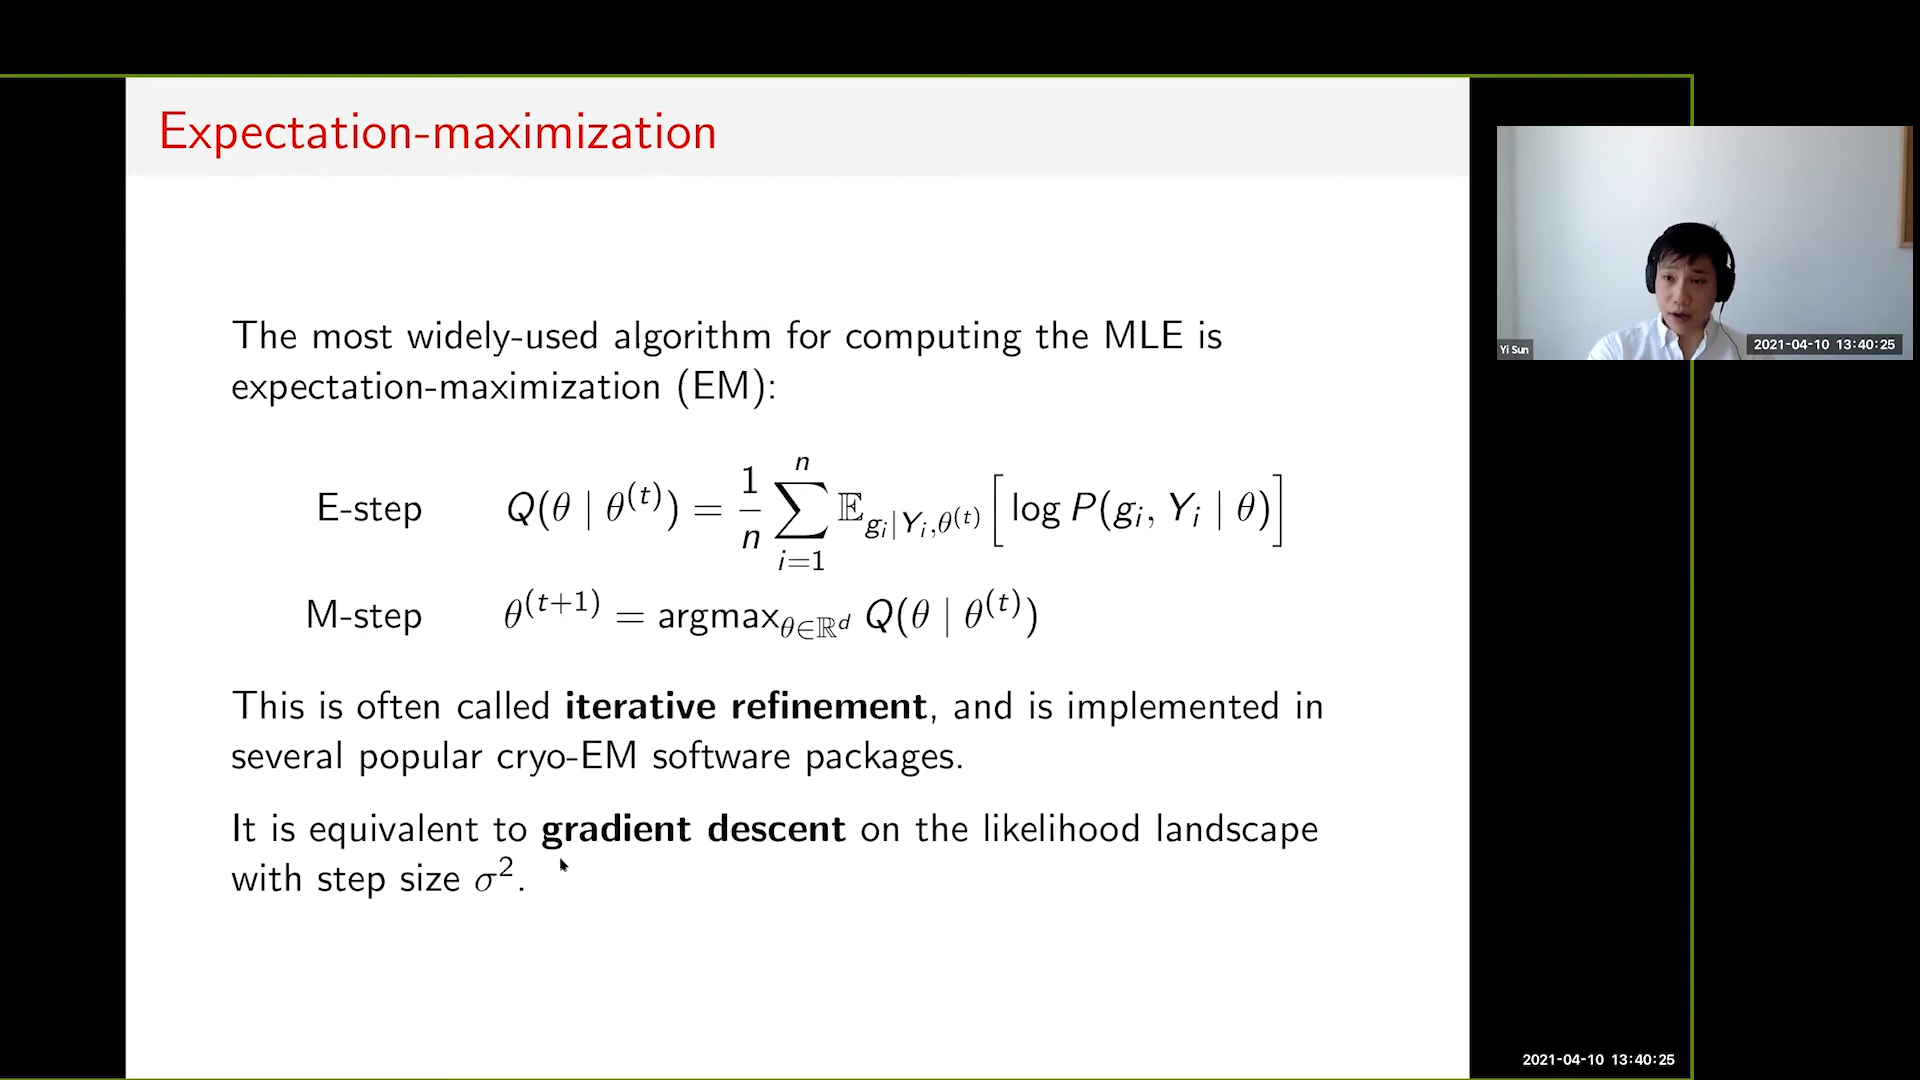 Expectation-maximization
The most widely-used algorithm for computing the MLE is
expectation-maximization (EM):
E-step Q(θ | θ^(t)) = 1/n ∑_{i=1}^{n} 𝔼_{g_i|Y_i,θ^(t)} [log P(g_i, Y_i | θ)]
M-step θ^(t+1) = argmax_{θ∈ℝ^d} Q(θ | θ^(t))
This is often called iterative refinement, and is implemented in
several popular cryo-EM software packages.
It is equivalent to gradient descent on the likelihood landscape
with step size σ².
Yi Sun
2021-04-10 13:40:25
2021-04-10 13:40:25